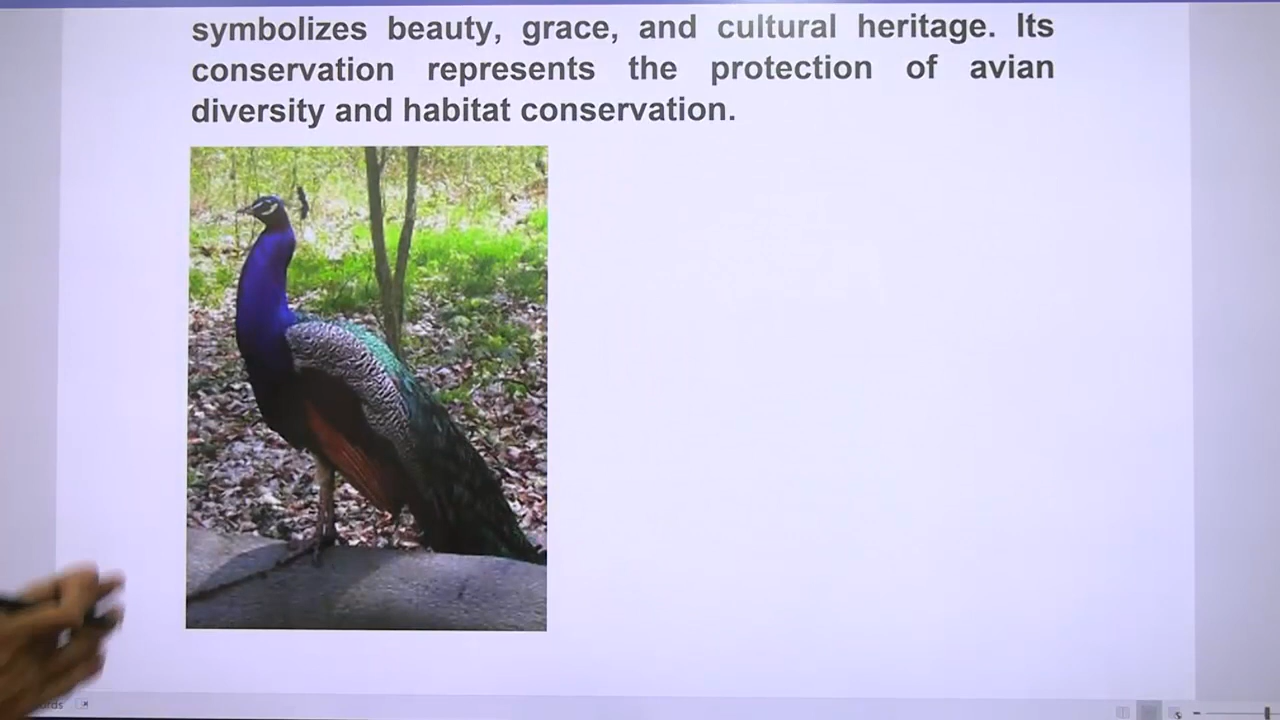 symbolizes beauty, grace, and cultural heritage. Its
conservation represents the protection of avian
diversity and habitat conservation.